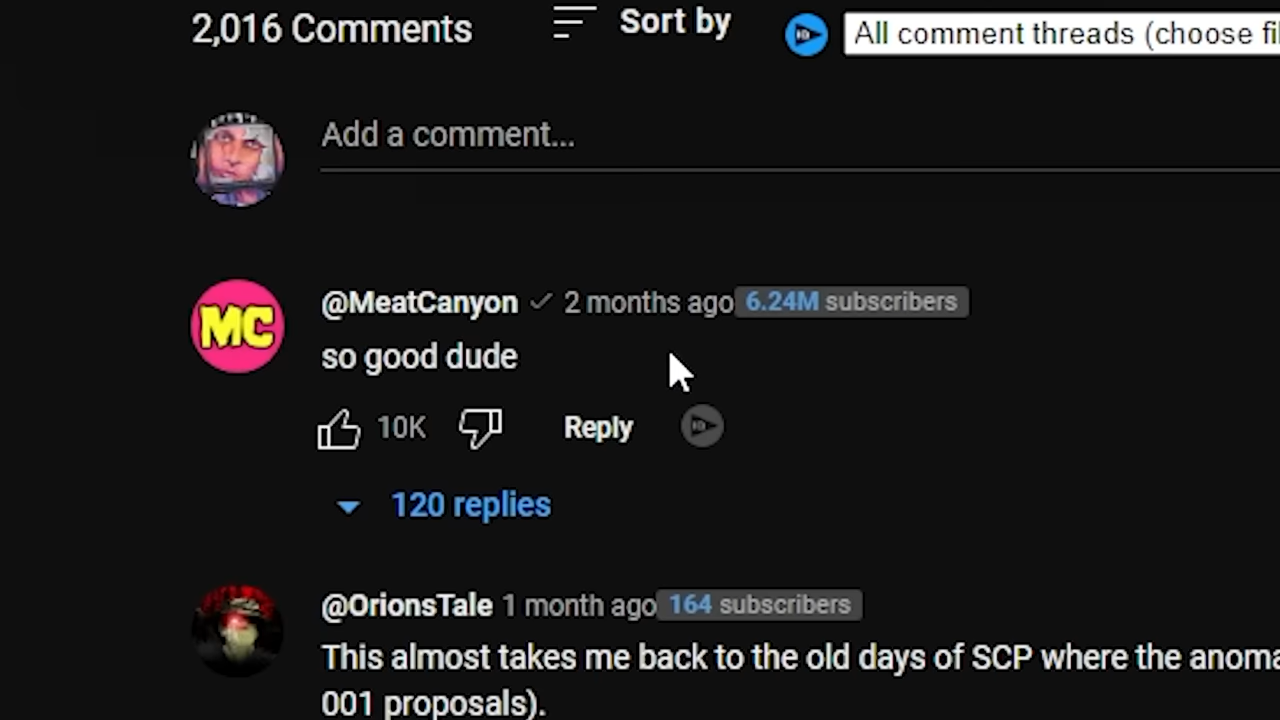 2,016 Comments
Sort by
All comment threads (choose fil
Add a comment...
MC
@MeatCanyon
2 months ago
6.24M subscribers
so good dude
10K
Reply
120 replies
@OrionsTale 1 month ago
164 subscribers
This almost takes me back to the old days of SCP where the anoma
001 proposals).